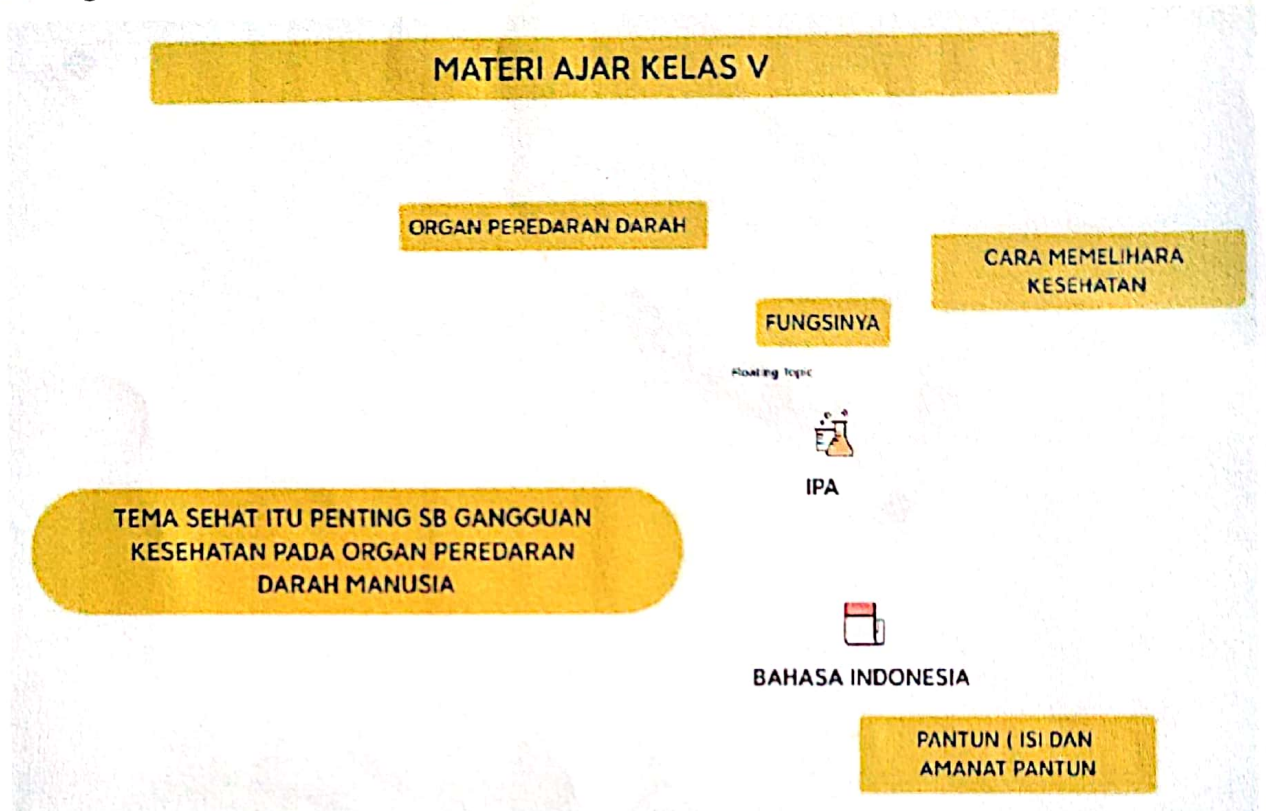 MATERI AJAR KELAS V
ORGAN PEREDARAN DARAH
CARA MEMELIHARA
KESEHATAN
FUNGSINYA
Floating Topic
IPA
TEMA SEHAT ITU PENTING SB GANGGUAN
KESEHATAN PADA ORGAN PEREDARAN
DARAH MANUSIA
BAHASA INDONESIA
PANTUN ( ISI DAN
AMANAT PANTUN